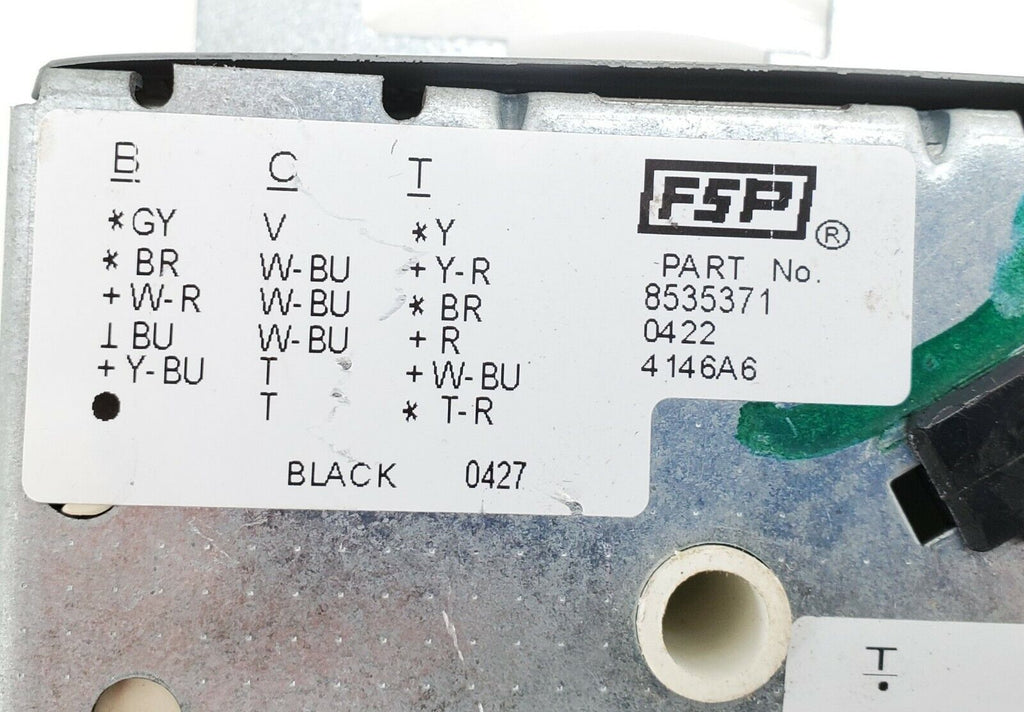 B C T
*GY V *Y
* BR W-BU +Y-R
+W-R W-BU * BR
⊥ BU W-BU + R
+Y-BU T +W-BU
● T * T-R
BLACK 0427
FSP®
PART No.
8535371
0422
4146A6
T